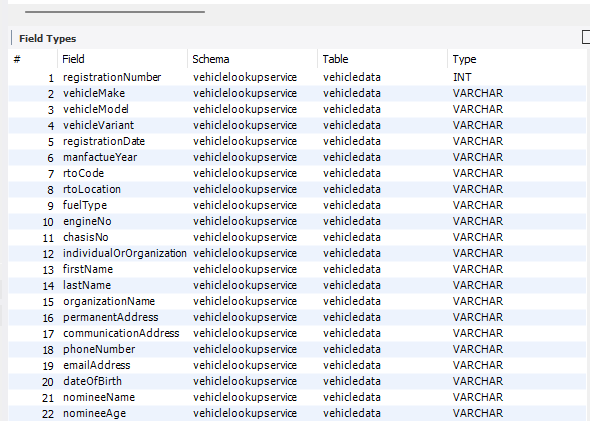 Field Types
# Field Schema Table Type
1 registrationNumber vehiclelookupservice vehicledata INT
2 vehicleMake vehiclelookupservice vehicledata VARCHAR
3 vehicleModel vehiclelookupservice vehicledata VARCHAR
4 vehicleVariant vehiclelookupservice vehicledata VARCHAR
5 registrationDate vehiclelookupservice vehicledata VARCHAR
6 manfactueYear vehiclelookupservice vehicledata VARCHAR
7 rtoCode vehiclelookupservice vehicledata VARCHAR
8 rtoLocation vehiclelookupservice vehicledata VARCHAR
9 fuelType vehiclelookupservice vehicledata VARCHAR
10 engineNo vehiclelookupservice vehicledata VARCHAR
11 chasisNo vehiclelookupservice vehicledata VARCHAR
12 individualOrOrganization vehiclelookupservice vehicledata VARCHAR
13 firstName vehiclelookupservice vehicledata VARCHAR
14 lastName vehiclelookupservice vehicledata VARCHAR
15 organizationName vehiclelookupservice vehicledata VARCHAR
16 permanentAddress vehiclelookupservice vehicledata VARCHAR
17 communicationAddress vehiclelookupservice vehicledata VARCHAR
18 phoneNumber vehiclelookupservice vehicledata VARCHAR
19 emailAddress vehiclelookupservice vehicledata VARCHAR
20 dateOfBirth vehiclelookupservice vehicledata VARCHAR
21 nomineeName vehiclelookupservice vehicledata VARCHAR
22 nomineeAge vehiclelookupservice vehicledata VARCHAR